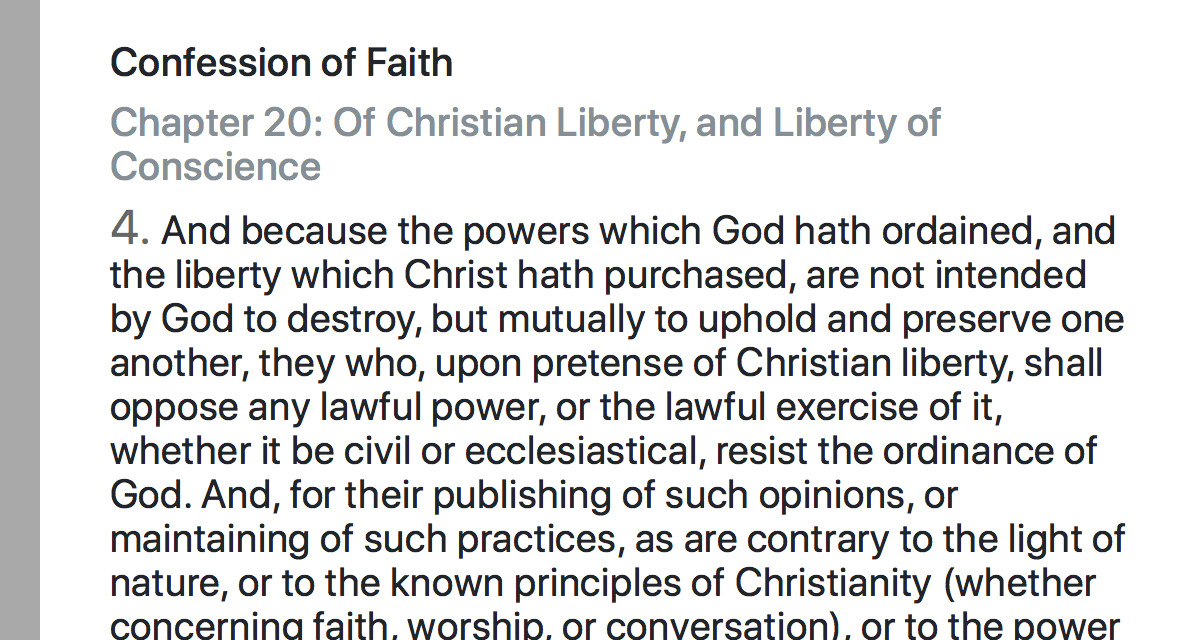 Confession of Faith
Chapter 20: Of Christian Liberty, and Liberty of
Conscience
4. And because the powers which God hath ordained, and
the liberty which Christ hath purchased, are not intended
by God to destroy, but mutually to uphold and preserve one
another, they who, upon pretense of Christian liberty, shall
oppose any lawful power, or the lawful exercise of it,
whether it be civil or ecclesiastical, resist the ordinance of
God. And, for their publishing of such opinions, or
maintaining of such practices, as are contrary to the light of
nature, or to the known principles of Christianity (whether
concerning faith, worship, or conversation), or to the power